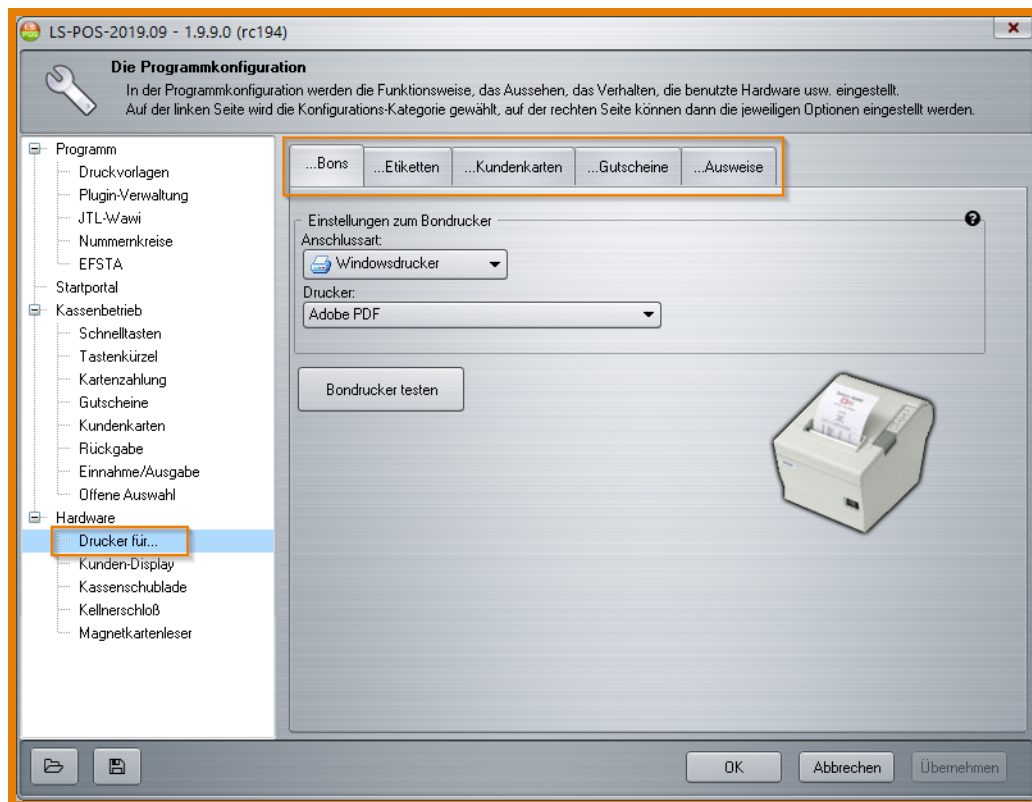 LS-POS-2019.09 - 1.9.9.0 (rc194)
Die Programmkonfiguration
In der Programmkonfiguration werden die Funktionsweise, das Aussehen, das Verhalten, die benutzte Hardware usw. eingestellt.
Auf der linken Seite wird die Konfigurations-Kategorie gewählt, auf der rechten Seite können dann die jeweiligen Optionen eingestellt werden.
Programm
Druckvorlagen
Plugin-Verwaltung
JTL-Wawi
Nummernkreise
EFSTA
Startportal
Kassenbetrieb
Schnelltasten
Tastenkürzel
Kartenzahlung
Gutscheine
Kundenkarten
Rückgabe
Einnahme/Ausgabe
Offene Auswahl
Hardware
Drucker für...
Kunden-Display
Kassenschublade
Kellnerschloß
Magnetkartenleser
...Bons ...Etiketten ...Kundenkarten ...Gutscheine ...Ausweise
Einstellungen zum Bondrucker
Anschlussart:
Windowsdrucker
Drucker:
Adobe PDF
Bondrucker testen
OK Abbrechen Übernehmen